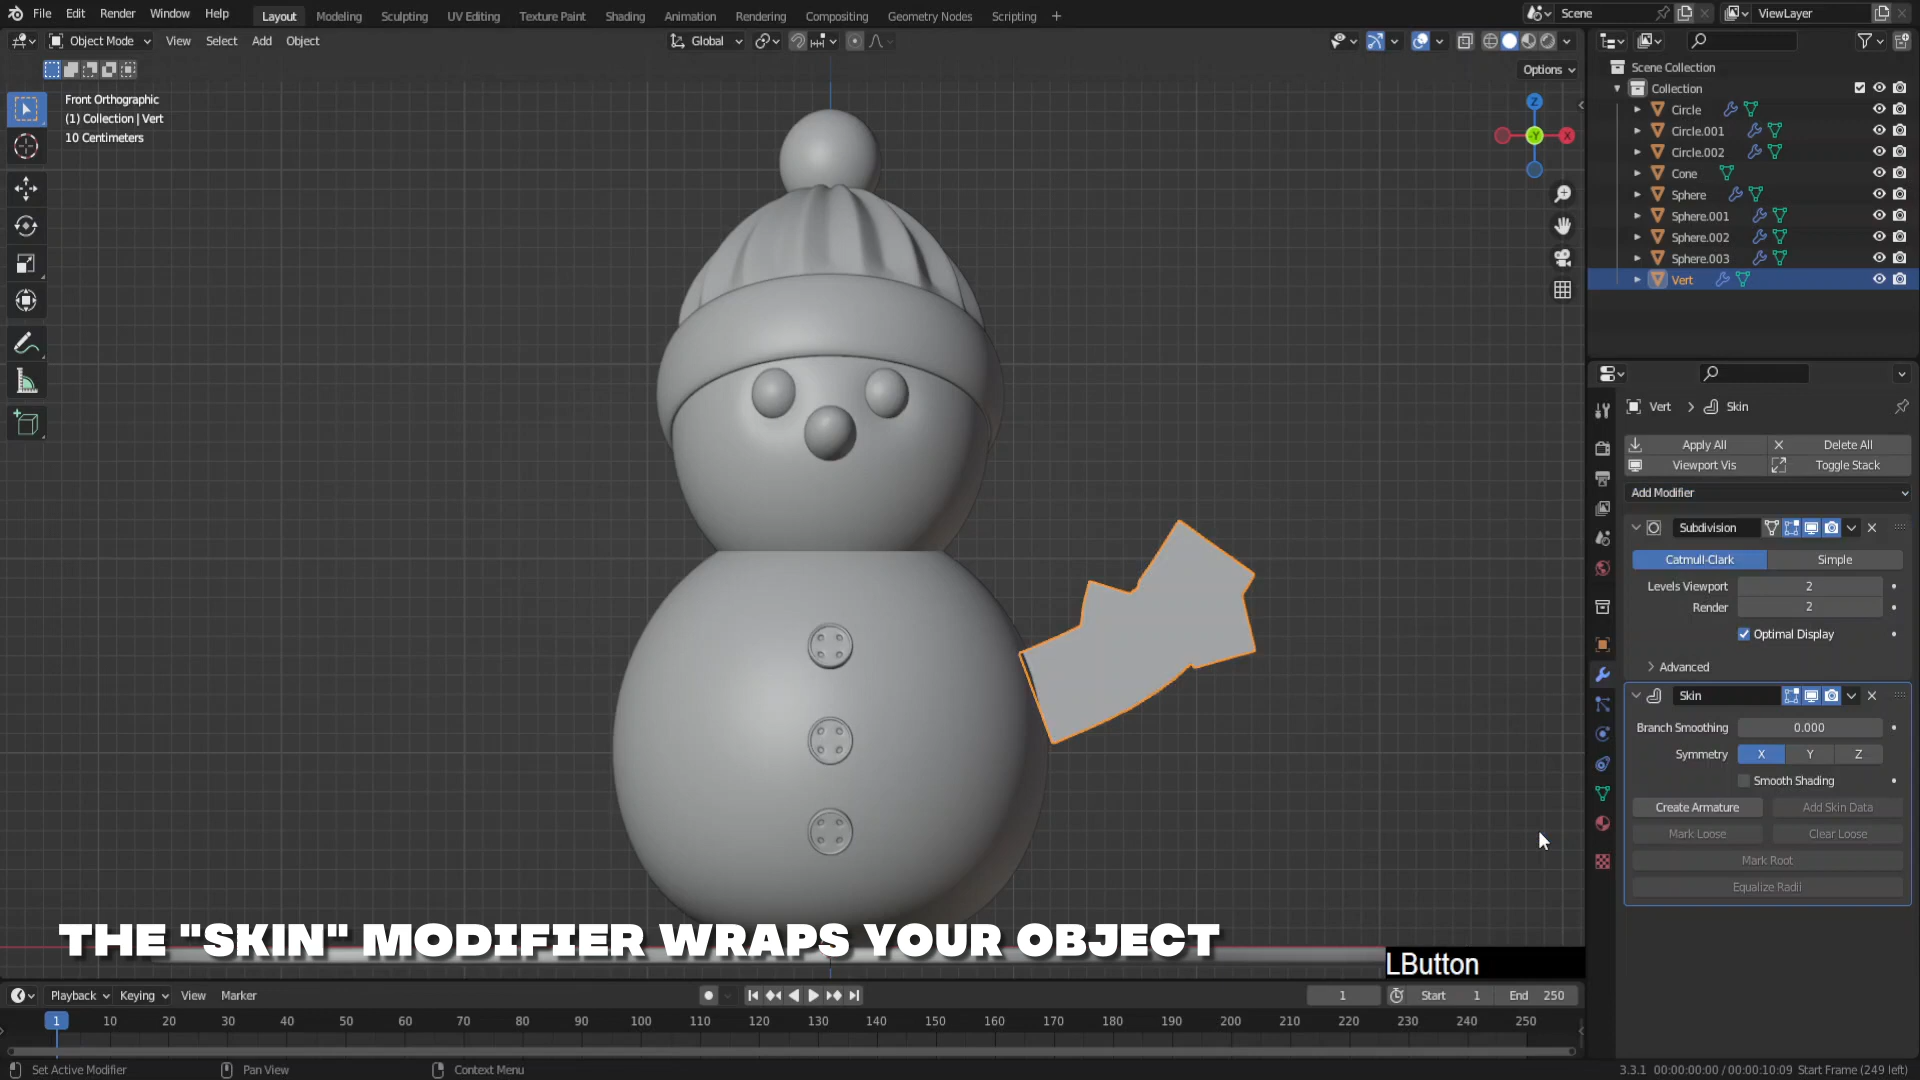 File Edit Render Window Help Layout Modeling Sculpting UV Editing Texture Paint Shading Animation Rendering Compositing Geometry Nodes Scripting + Scene ViewLayer
Object Mode View Select Add Object Global
Options
Front Orthographic
(1) Collection | Vert
10 Centimeters
Z
-Y
X
Scene Collection
Collection
Circle
Circle.001
Circle.002
Cone
Sphere
Sphere.001
Sphere.002
Sphere.003
Vert
Vert Skin
Apply All Delete All
Viewport Vis Toggle Stack
Add Modifier
Subdivision
Catmull-Clark Simple
Levels Viewport 2
Render 2
Optimal Display
Advanced
Skin
Branch Smoothing 0.000
Symmetry X Y Z
Smooth Shading
Create Armature Add Skin Data
Mark Loose Clear Loose
Mark Root
Equalize Radii
THE "SKIN" MODIFIER WRAPS YOUR OBJECT
LButton
Playback Keying View Marker 1 Start 1 End 250
1 10 20 30 40 50 60 70 80 90 100 110 120 130 140 150 160 170 180 190 200 210 220 230 240 250
Set Active Modifier Pan View Context Menu 3.3.1 00:00:00:00 / 00:00:10:09 Start Frame (249 left)